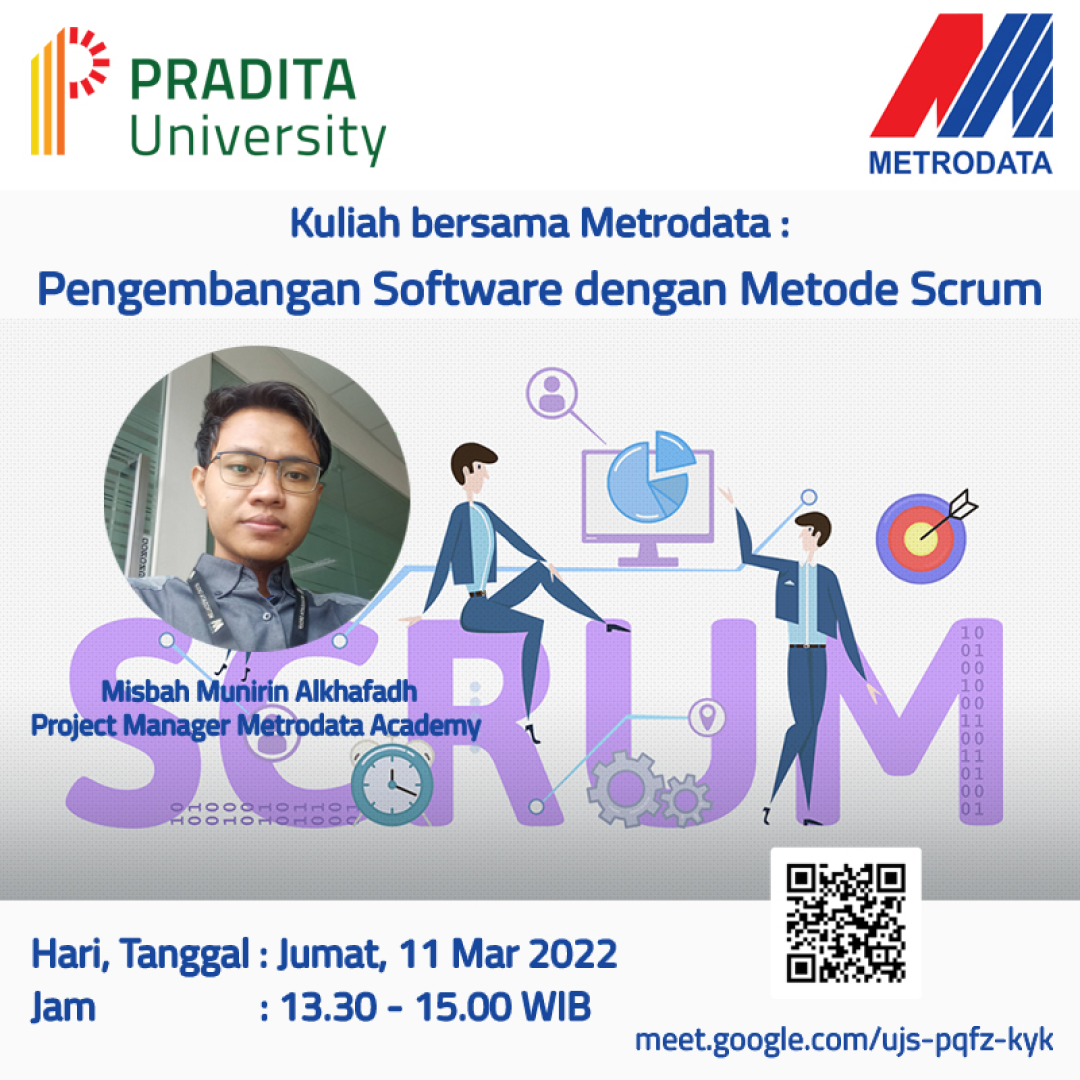 PRADITA
University
METRODATA
Kuliah bersama Metrodata :
Pengembangan Software dengan Metode Scrum
SCRUM
Misbah Munirin Alkhafadh
Project Manager Metrodata Academy
Hari, Tanggal : Jumat, 11 Mar 2022
Jam : 13.30 - 15.00 WIB
meet.google.com/ujs-pqfz-kyk